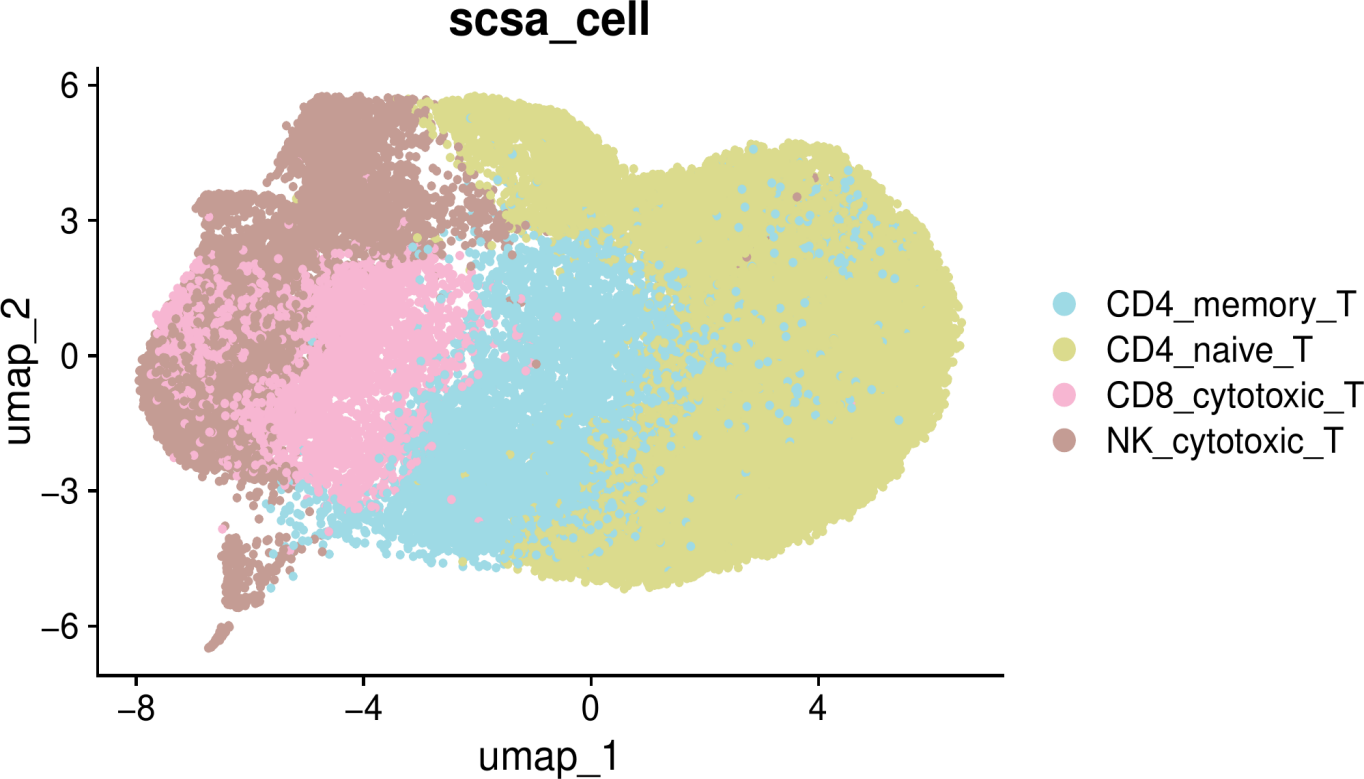 scsa_cell
6
3
0
−3
−6
umap_2
−8
−4
0
4
umap_1
CD4_memory_T
CD4_naive_T
CD8_cytotoxic_T
NK_cytotoxic_T